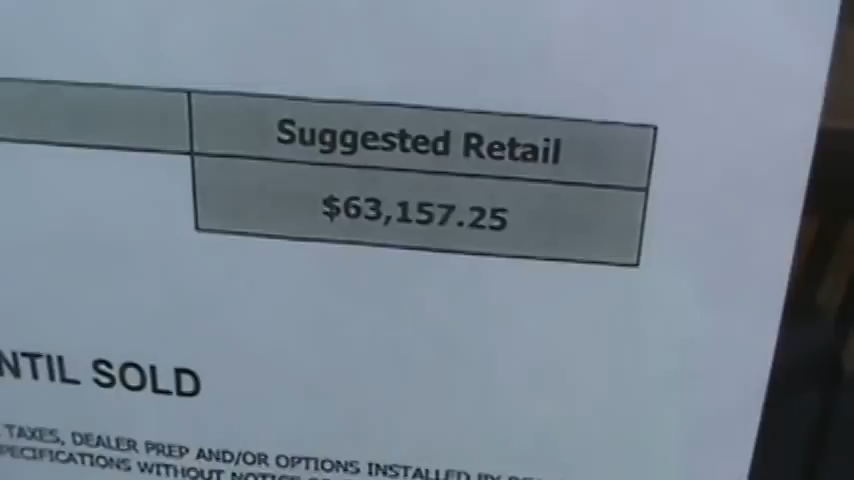 Suggested Retail
$63,157.25
NTIL SOLD
TAXES, DEALER PREP AND/OR OPTIONS INSTALLED
PECIFICATIONS WITHOUT